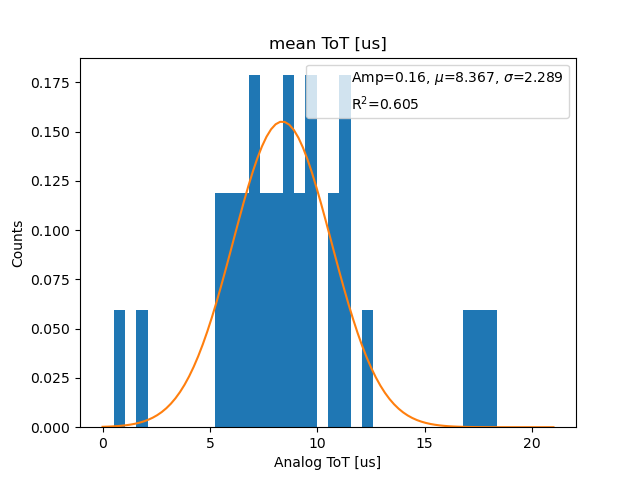 mean ToT [us]
Amp=0.16, μ=8.367, σ=2.289
R²=0.605
0.175
0.150
0.125
0.100
0.075
0.050
0.025
0.000
Counts
0 5 10 15 20
Analog ToT [us]